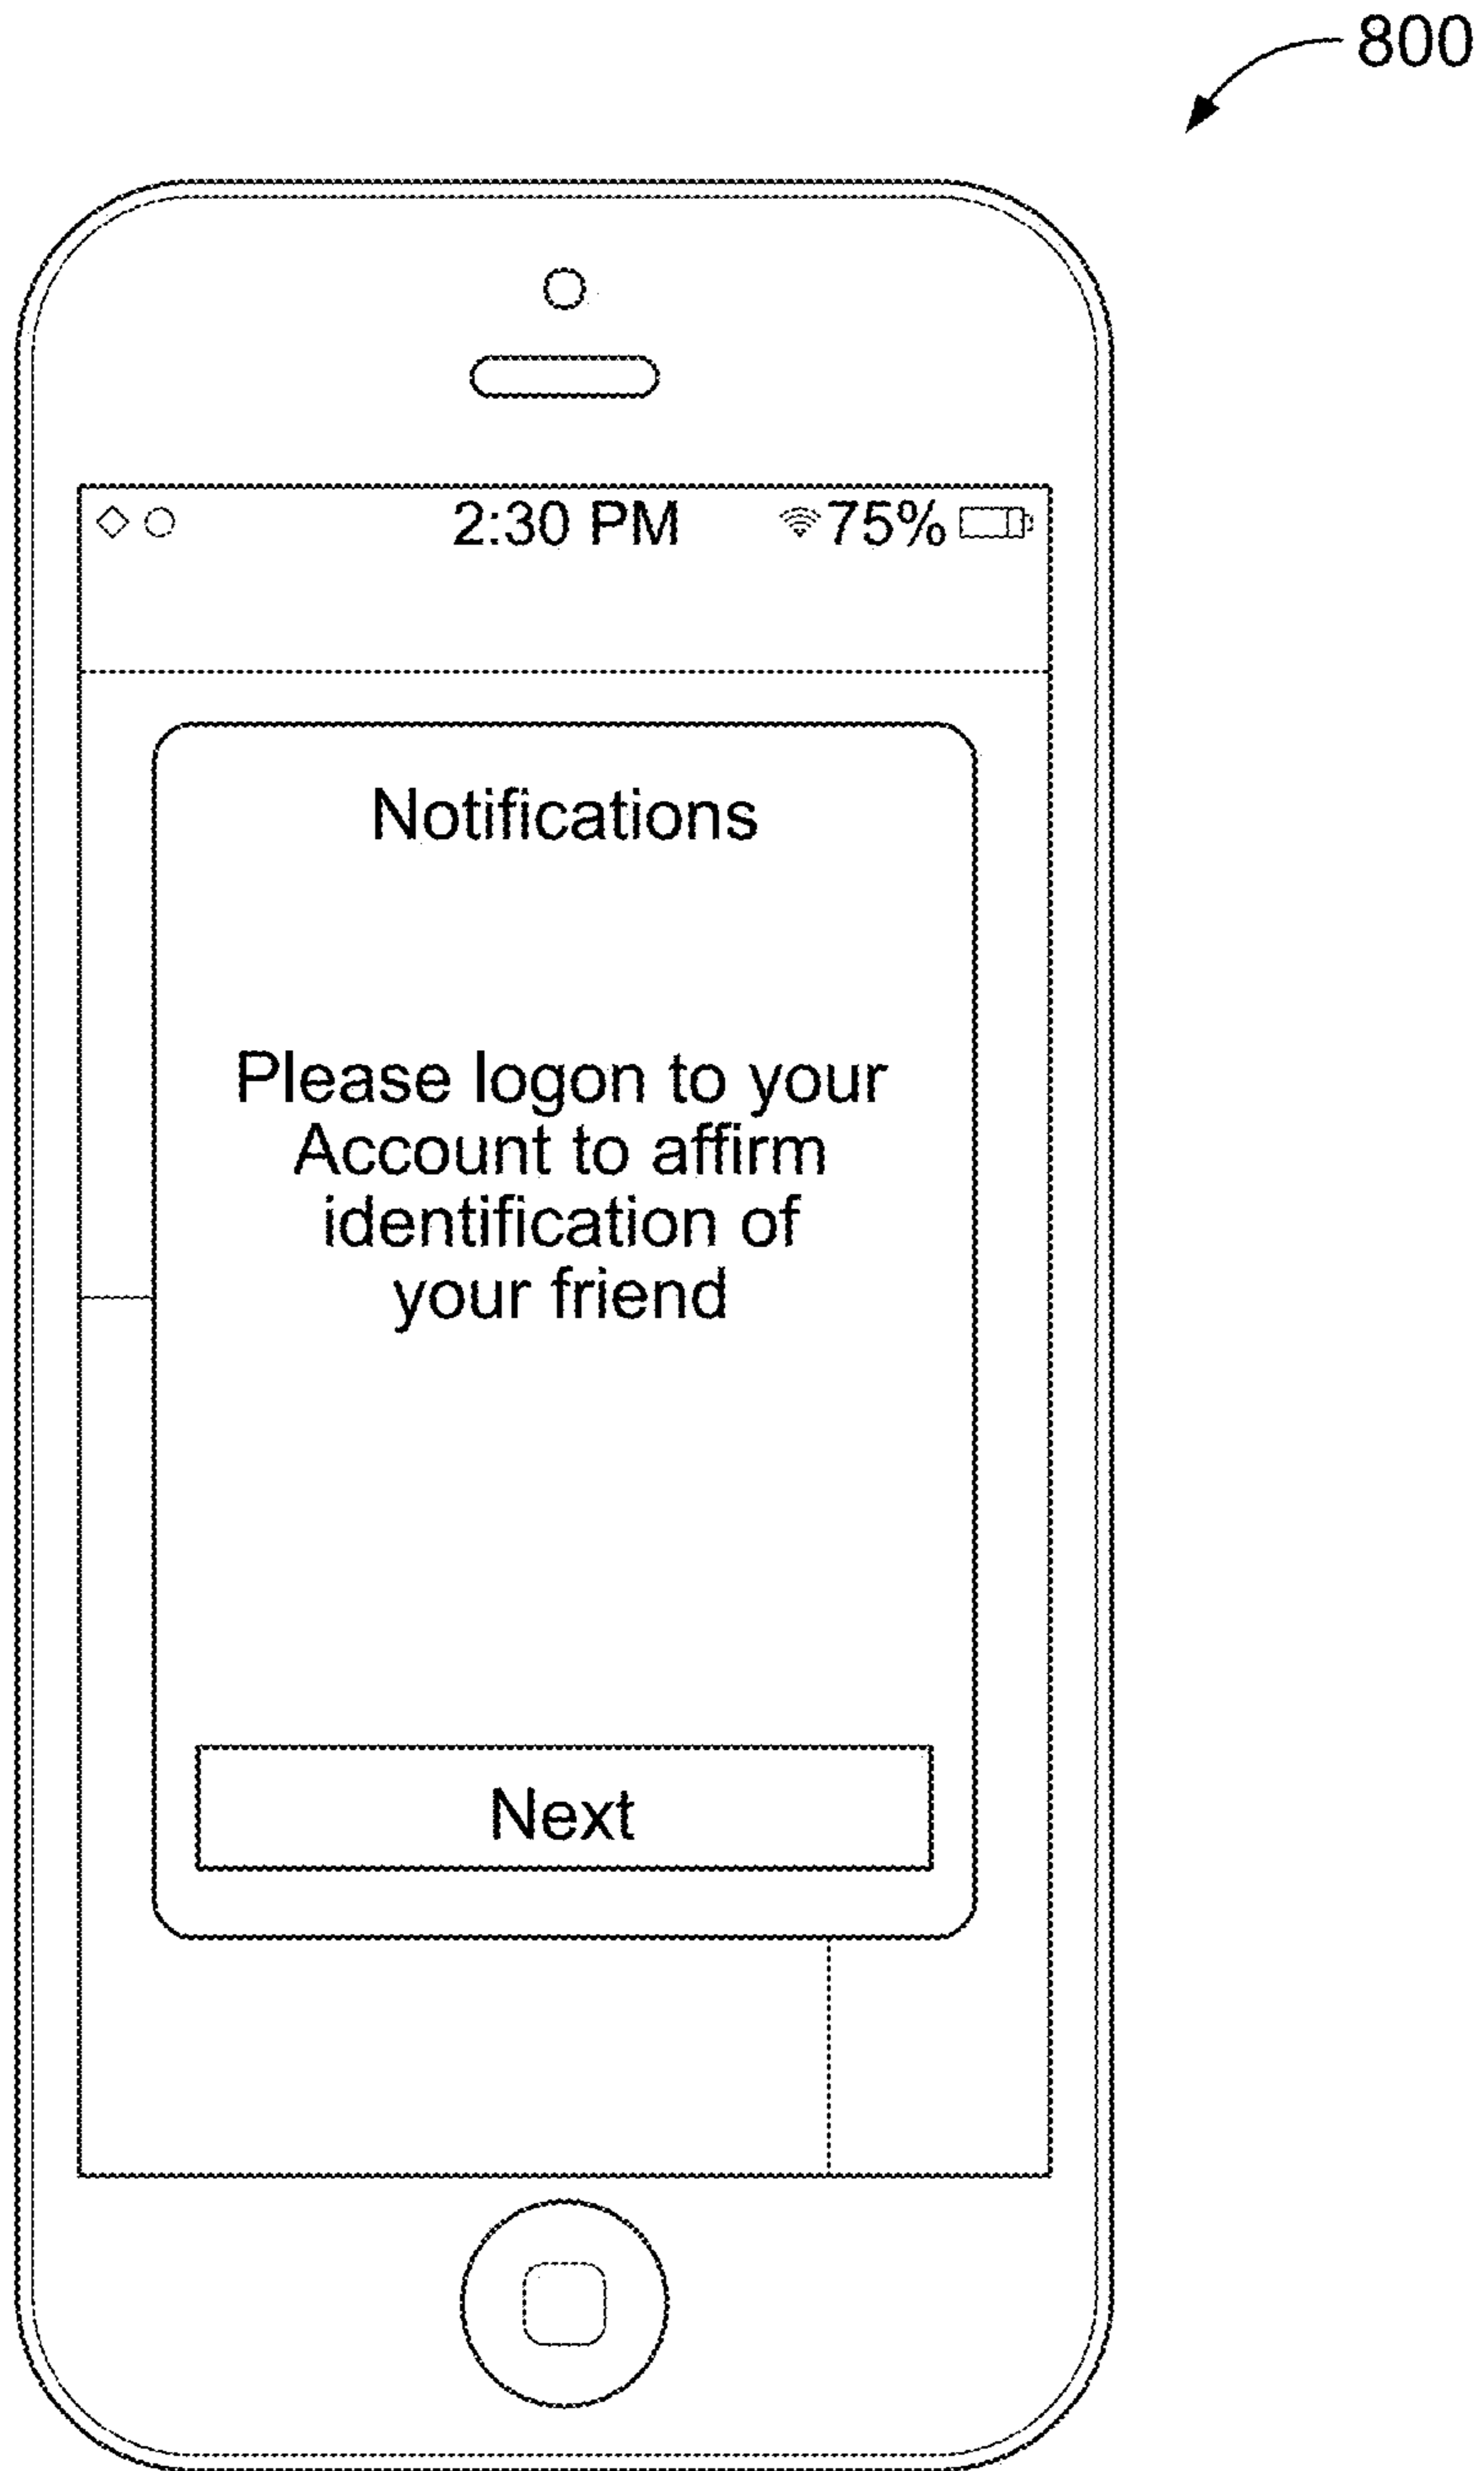 800
2:30 PM 75%
Notifications
Please logon to your
Account to affirm
identification of
your friend
Next